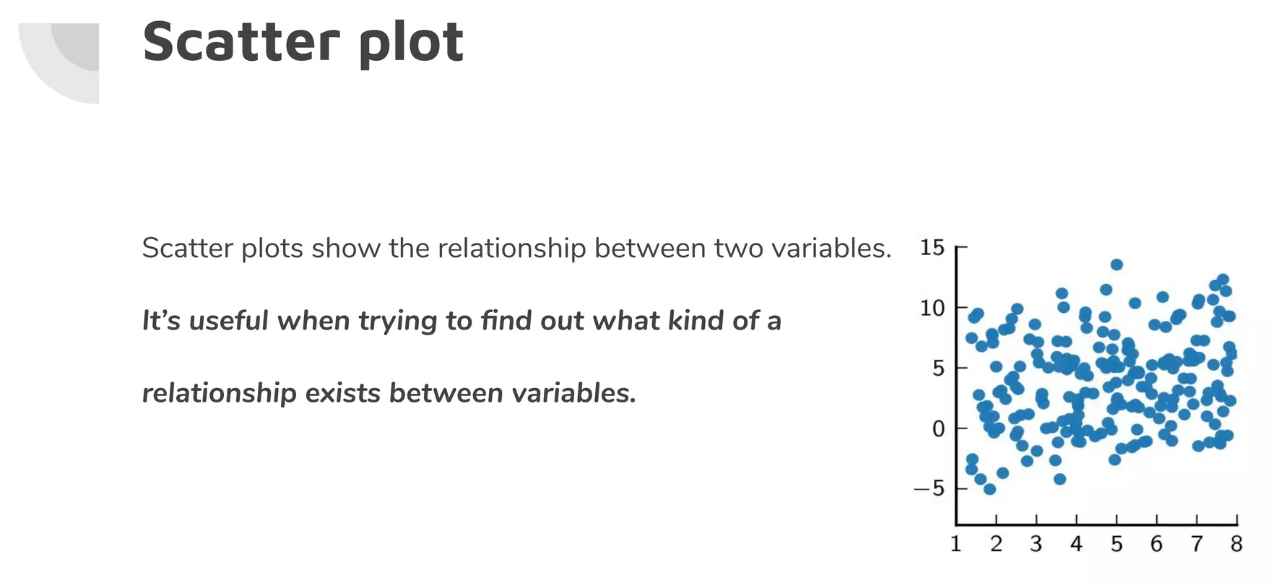 Scatter plot
Scatter plots show the relationship between two variables.
It's useful when trying to find out what kind of a
relationship exists between variables.
15
10
5
0
−5
1 2 3 4 5 6 7 8